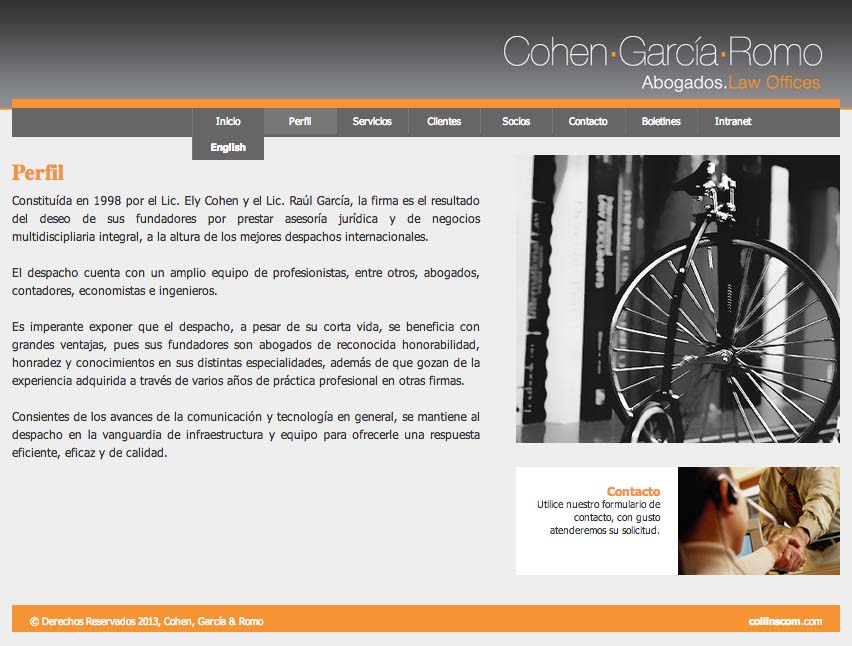 Cohen·García·Romo
Abogados.Law Offices
Inicio Perfil Servicios Clientes Socios Contacto Boletines Intranet
English
Perfil
Constituída en 1998 por el Lic. Ely Cohen y el Lic. Raúl García, la firma es el resultado
del deseo de sus fundadores por prestar asesoría jurídica y de negocios
multidiscipliaria integral, a la altura de los mejores despachos internacionales.
El despacho cuenta con un amplio equipo de profesionistas, entre otros, abogados,
contadores, economistas e ingenieros.
Es imperante exponer que el despacho, a pesar de su corta vida, se beneficia con
grandes ventajas, pues sus fundadores son abogados de reconocida honorabilidad,
honradez y conocimientos en sus distintas especialidades, además de que gozan de la
experiencia adquirida a través de varios años de práctica profesional en otras firmas.
Consientes de los avances de la comunicación y tecnología en general, se mantiene al
despacho en la vanguardia de infraestructura y equipo para ofrecerle una respuesta
eficiente, eficaz y de calidad.
Contacto
Utilice nuestro formulario de
contacto, con gusto
atenderemos su solicitud.
© Derechos Reservados 2013, Cohen, García & Romo
collinscom.com